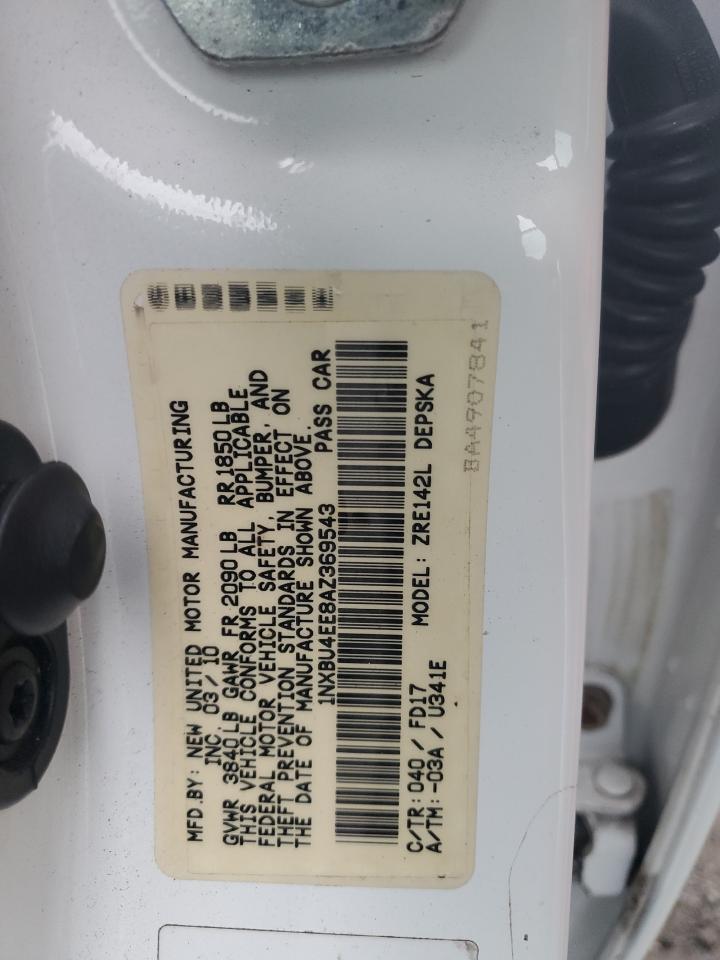 MFD.BY: NEW UNITED MOTOR MANUFACTURING
INC. 03/10
GVWR 3840LB GAWR FR 2090LB RR 1850LB
THIS VEHICLE CONFORMS TO ALL APPLICABLE
FEDERAL MOTOR VEHICLE SAFETY, BUMPER, AND
THEFT PREVENTION STANDARDS IN EFFECT ON
THE DATE OF MANUFACTURE SHOWN ABOVE.
1NXBU4EE8AZ369543 PASS CAR
C/TR: 040 / FD17 MODEL: ZRE142L DEPSKA
A/TM: -03A / U341E
BA4907841